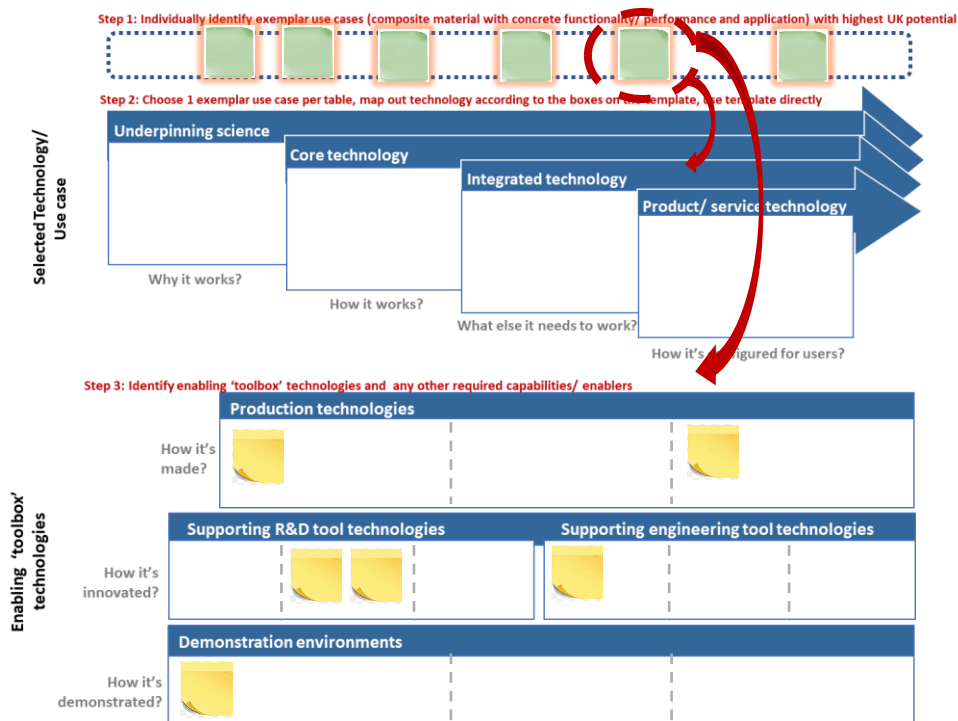 Step 1: Individually identify exemplar use cases (composite material with concrete functionality/ performance and application) with highest UK potential
Step 2: Choose 1 exemplar use case per table, map out technology according to the boxes on the template, use template directly
Selected Technology/
Use case
Underpinning science
Core technology
Integrated technology
Product/ service technology
Why it works?
How it works?
What else it needs to work?
How it's configured for users?
Step 3: Identify enabling ‘toolbox’ technologies and any other required capabilities/ enablers
Enabling ‘toolbox’
technologies
Production technologies
How it's
made?
Supporting R&D tool technologies
Supporting engineering tool technologies
How it's
innovated?
Demonstration environments
How it's
demonstrated?